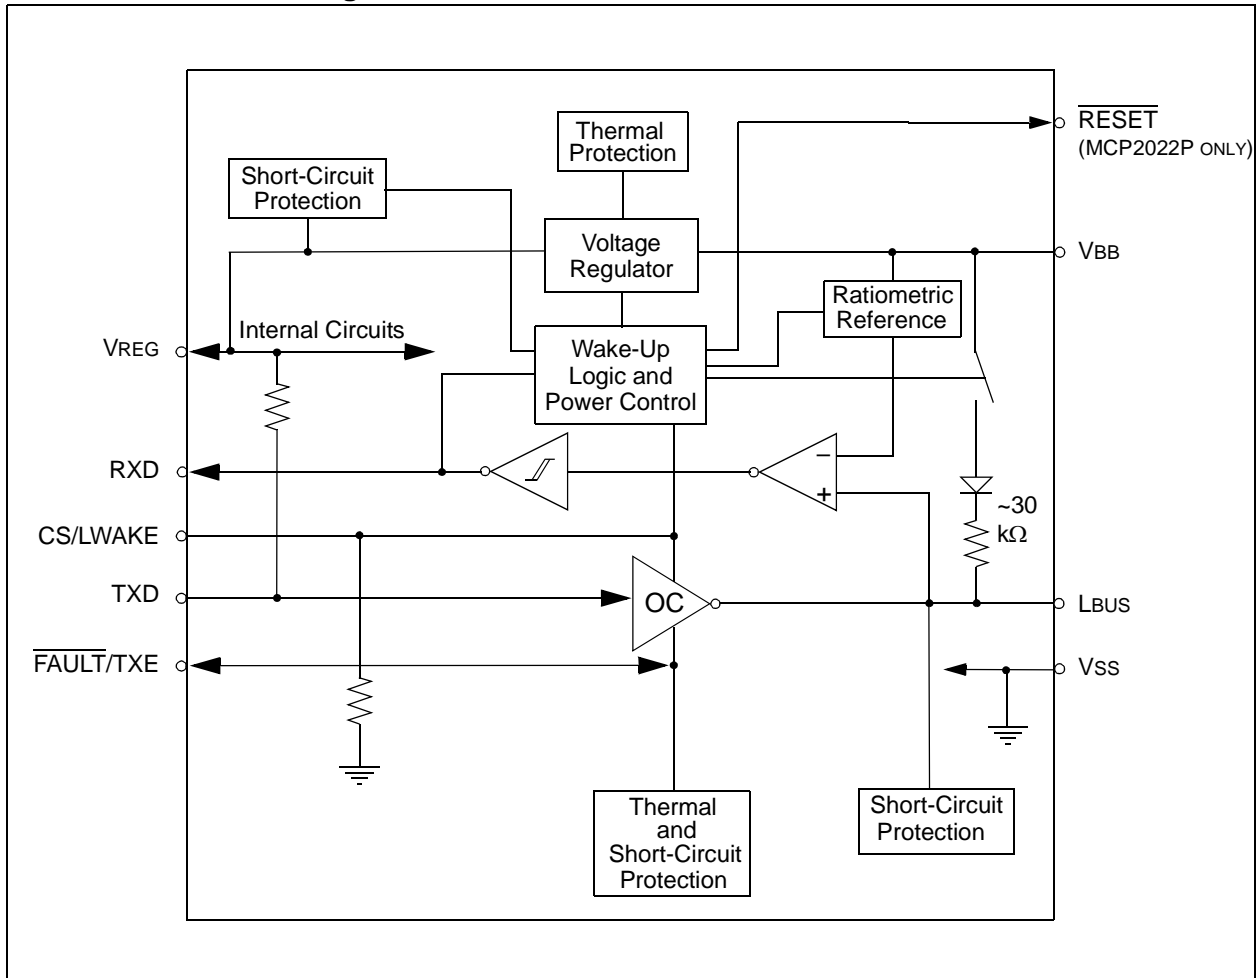 RESET
(MCP2022P ONLY)
Thermal
Protection
Short-Circuit
Protection
Voltage
Regulator
VBB
Ratiometric
Reference
Internal Circuits
VREG
Wake-Up
Logic and
Power Control
RXD
−
+
~30
kΩ
CS/LWAKE
TXD
OC
LBUS
FAULT/TXE
VSS
Thermal
and
Short-Circuit
Protection
Short-Circuit
Protection